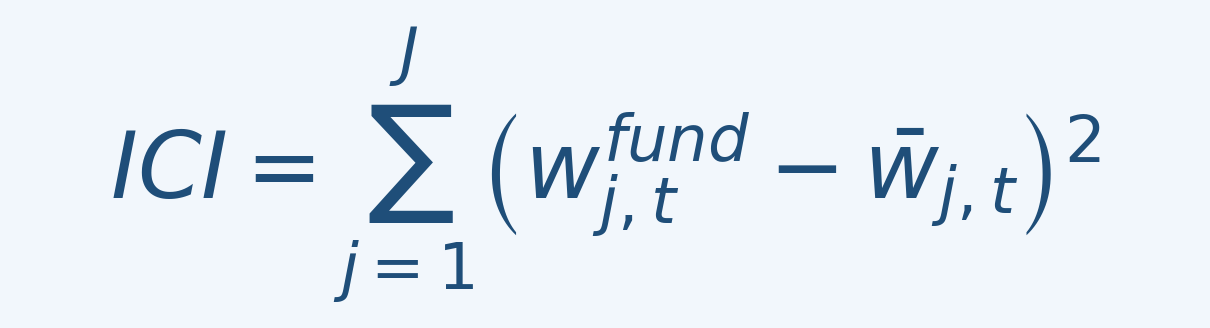 $ICI = \sum_{j=1}^{J} \left( w_{j,t}^{fund} - \bar{w}_{j,t} \right)^2$